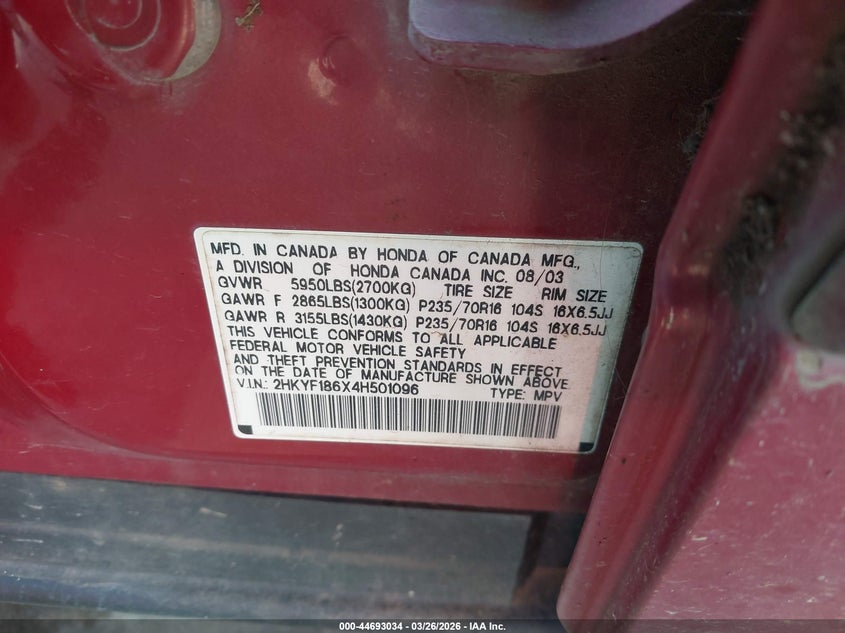 MFD. IN CANADA BY HONDA OF CANADA MFG.,
A DIVISION OF HONDA CANADA INC. 08/03
GVWR 5950LBS(2700KG) TIRE SIZE RIM SIZE
GAWR F 2865LBS(1300KG) P235/70R16 104S 16X6.5JJ
GAWR R 3155LBS(1430KG) P235/70R16 104S 16X6.5JJ
THIS VEHICLE CONFORMS TO ALL APPLICABLE
FEDERAL MOTOR VEHICLE SAFETY
AND THEFT PREVENTION STANDARDS IN EFFECT
ON THE DATE OF MANUFACTURE SHOWN ABOVE.
V.I.N.: 2HKYF186X4H501096 TYPE: MPV
000-44693034 - 03/26/2026 - IAA Inc.